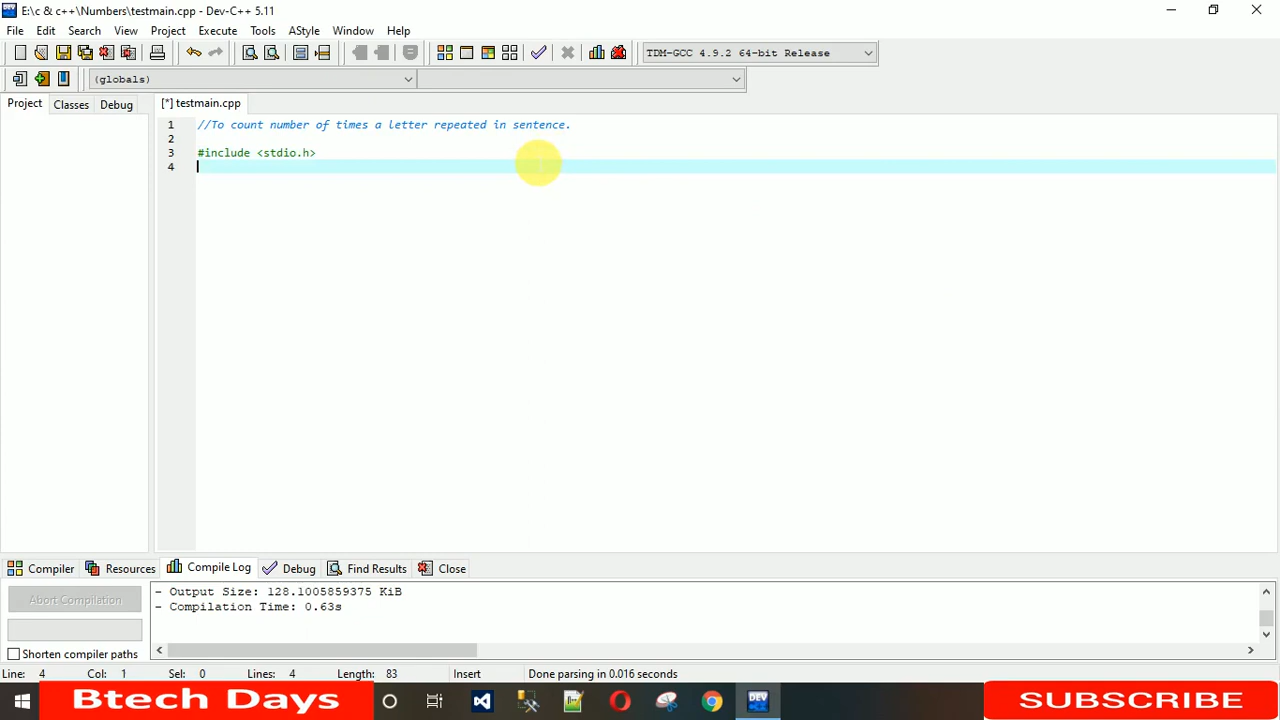 E:\c & c++\Numbers\testmain.cpp - Dev-C++ 5.11
File Edit Search View Project Execute Tools AStyle Window Help
TDM-GCC 4.9.2 64-bit Release
(globals)
Project Classes Debug [*] testmain.cpp
1 //To count number of times a letter repeated in sentence.
2
3 #include <stdio.h>
4
Compiler Resources Compile Log Debug Find Results Close
Abort Compilation
- Output Size: 128.1005859375 KiB
- Compilation Time: 0.63s
Shorten compiler paths
Line: 4 Col: 1 Sel: 0 Lines: 4 Length: 83 Insert Done parsing in 0.016 seconds
Btech Days
DEV
SUBSCRIBE